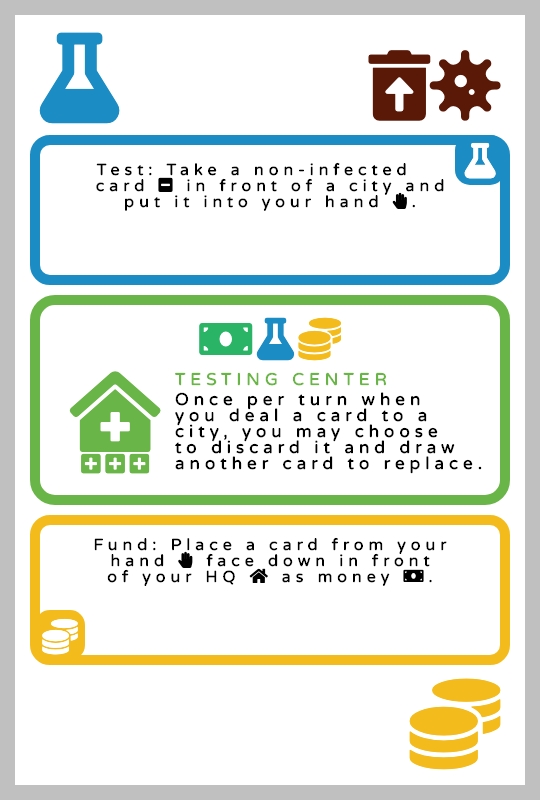 Test: Take a non-infected
card in front of a city and
put it into your hand .
TESTING CENTER
Once per turn when
you deal a card to a
city, you may choose
to discard it and draw
another card to replace.
Fund: Place a card from your
hand face down in front
of your HQ as money .